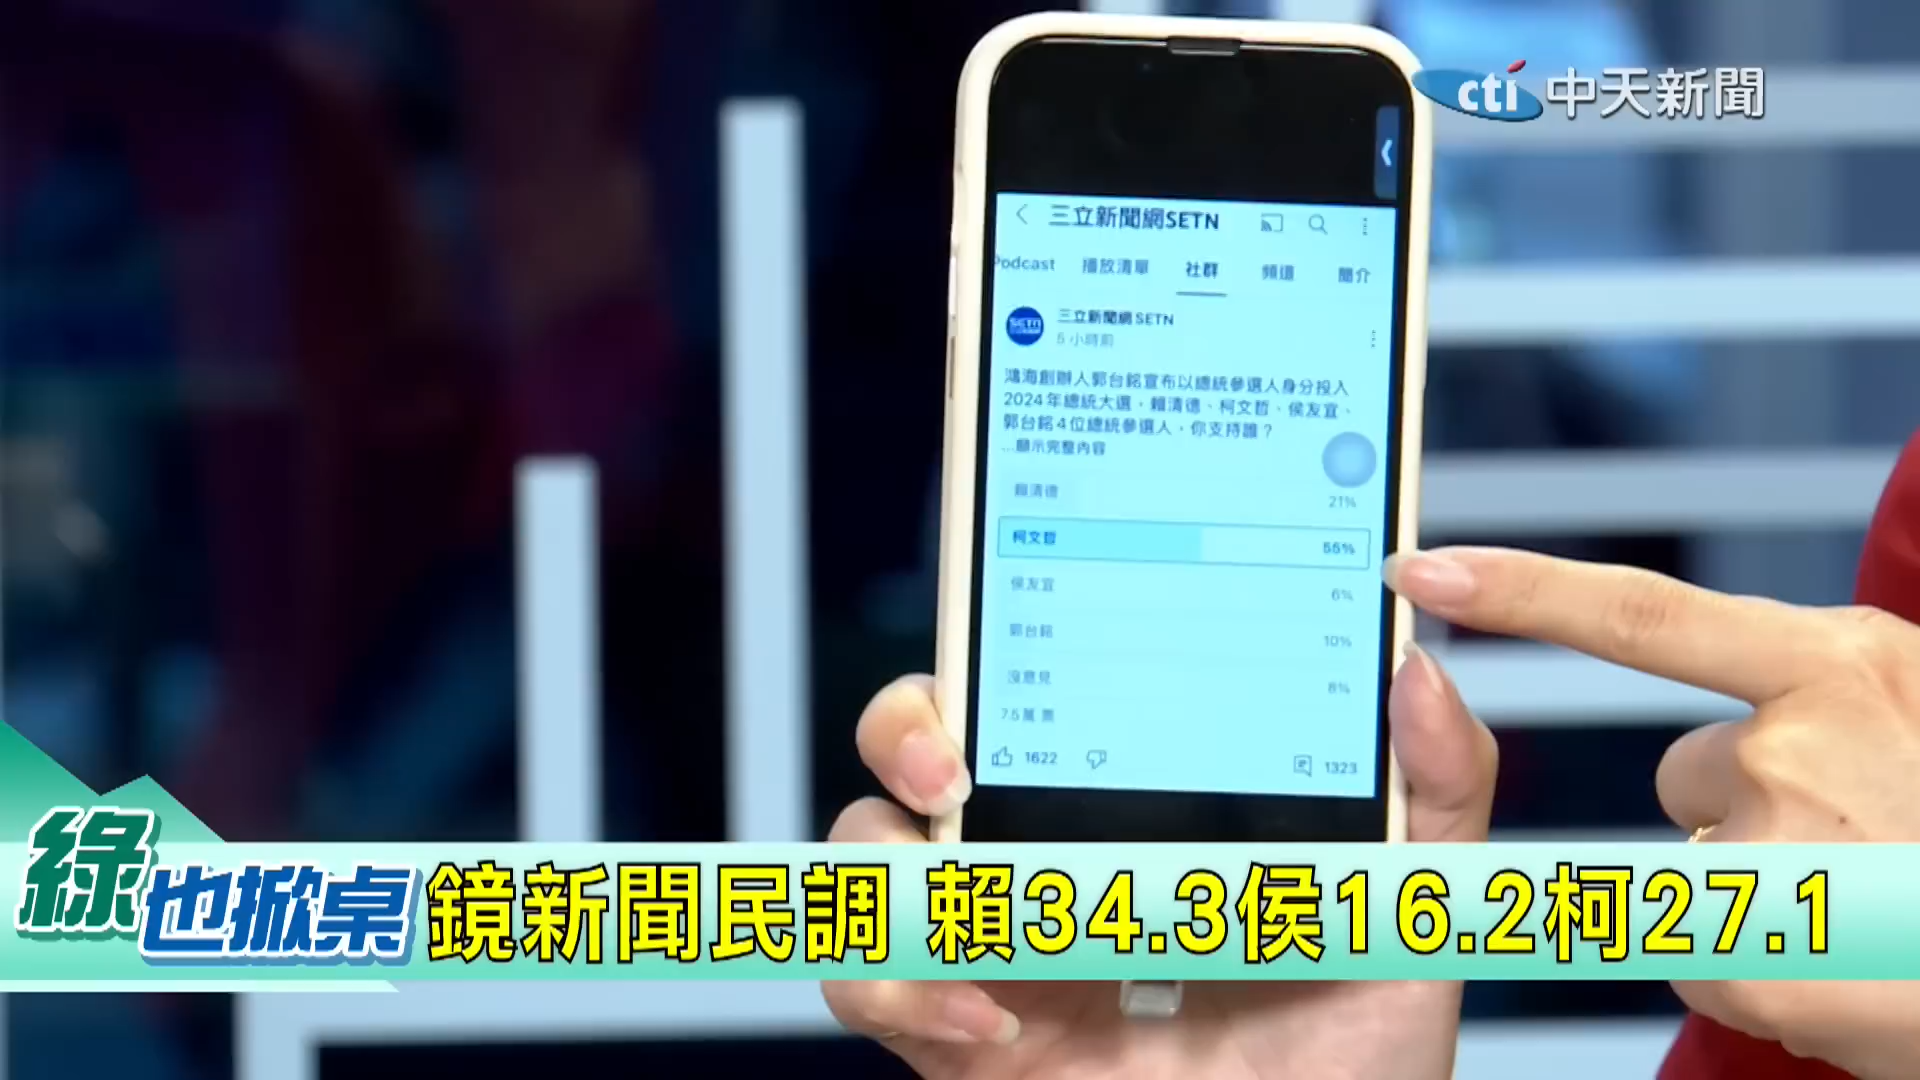 cti 中天新聞
三立新聞網SETN
Podcast 播放清單 社群 頻道 簡介
SETN
三立新聞網 SETN
5 小時前
鴻海創辦人郭台銘宣布以總統參選人身分投入
2024年總統大選，賴清德、柯文哲、侯友宜、
郭台銘4位總統參選人，你支持誰？
...顯示完整內容
賴清德 21%
柯文哲 55%
侯友宜 6%
郭台銘 10%
沒意見 8%
7.5萬 票
1622 1323
綠也掀桌
鏡新聞民調 賴34.3侯16.2柯27.1